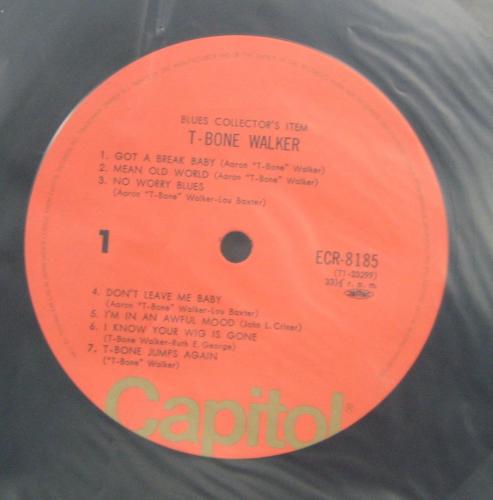 BLUES COLLECTOR'S ITEM
T-BONE WALKER
1. GOT A BREAK BABY (Aaron "T-Bone" Walker)
2. MEAN OLD WORLD (Aaron "T-Bone" Walker)
3. NO WORRY BLUES
(Aaron "T-Bone" Walker-Lou Baxter)
1
ECR-8185
(T1-23299)
33⅓ r. p. m.
4. DON'T LEAVE ME BABY
(Aaron "T-Bone" Walker-Lou Baxter)
5. I'M IN AN AWFUL MOOD (John L. Criner)
6. I KNOW YOUR WIG IS GONE
(T-Bone Walker-Ruth E. George)
7. T-BONE JUMPS AGAIN
("T-Bone" Walker)
Capitol®